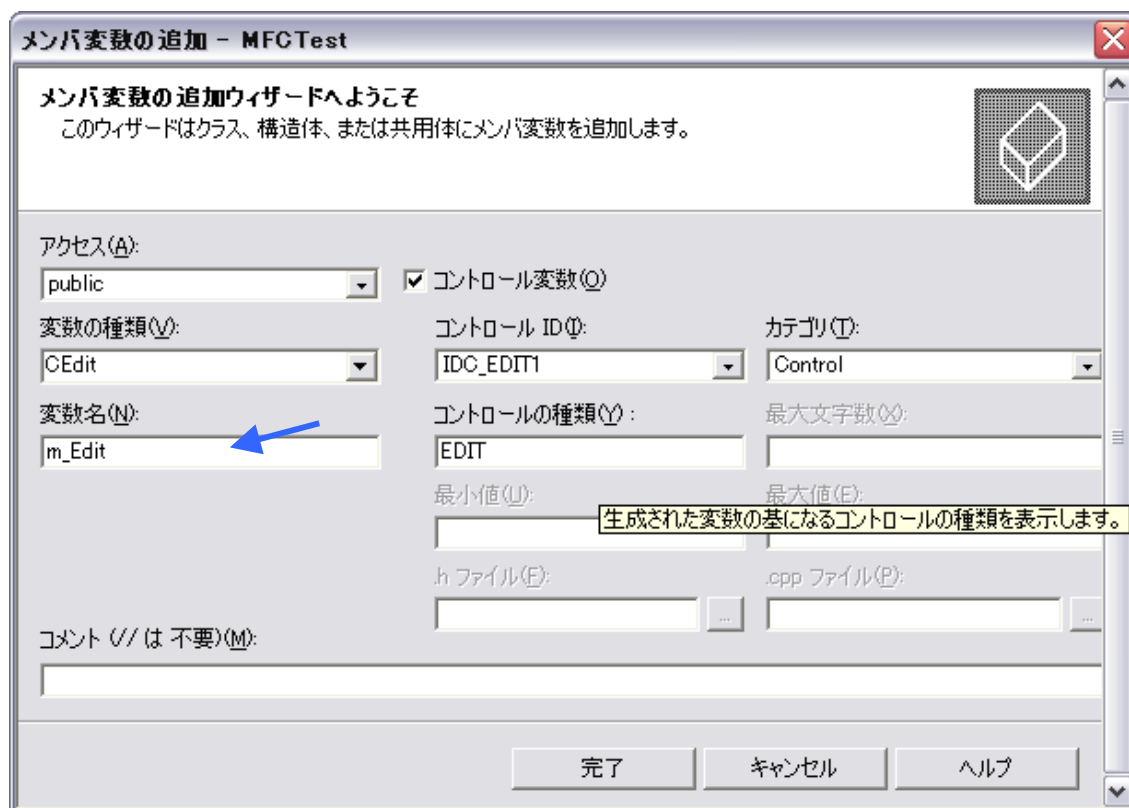 メンバ変数の追加 - MFCTest
メンバ変数の追加ウィザードへようこそ
このウィザードはクラス、構造体、または共用体にメンバ変数を追加します。
アクセス(A):
public
コントロール変数(O)
変数の種類(V):
コントロール ID(I):
カテゴリ(T):
CEdit
IDC_EDIT1
Control
変数名(N):
コントロールの種類(Y) :
最大文字数(X):
m_Edit
EDIT
最小値(U):
最大値(E):
生成された変数の基になるコントロールの種類を表示します。
.h ファイル(F):
.cpp ファイル(P):
...
...
コメント (// は 不要)(M):
完了
キャンセル
ヘルプ